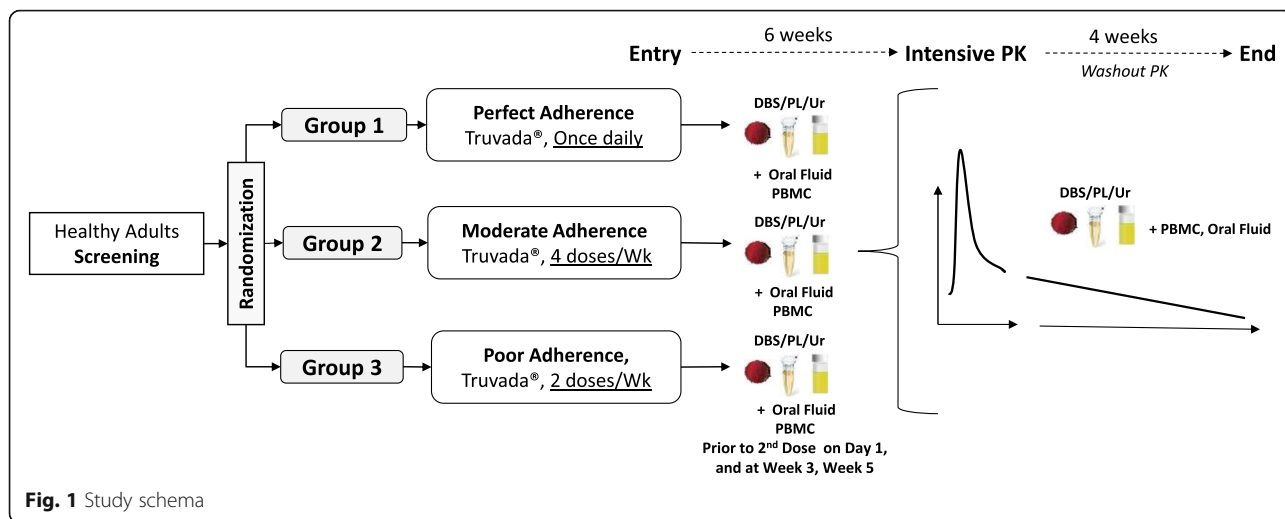 6 weeks
4 weeks
Entry
Intensive PK
End
Washout PK
Healthy Adults
Screening
Randomization
Group 1
Perfect Adherence
Truvada®, Once daily
DBS/PL/Ur
+ Oral Fluid
PBMC
Group 2
Moderate Adherence
Truvada®, 4 doses/Wk
DBS/PL/Ur
+ Oral Fluid
PBMC
Group 3
Poor Adherence,
Truvada®, 2 doses/Wk
DBS/PL/Ur
+ Oral Fluid
PBMC
Prior to 2nd Dose on Day 1,
and at Week 3, Week 5
DBS/PL/Ur
+ PBMC, Oral Fluid
Fig. 1 Study schema